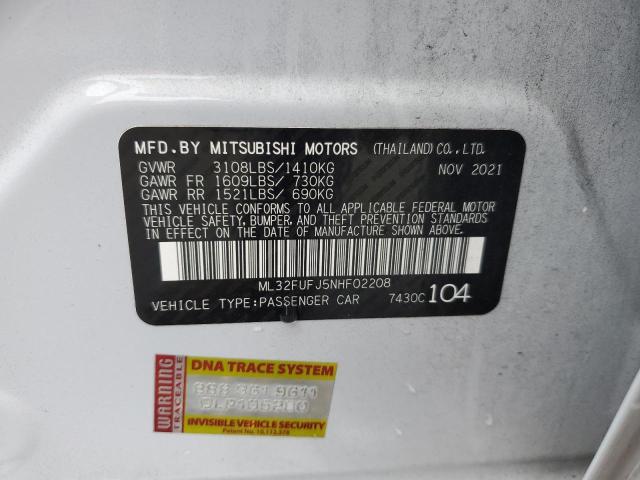 MFD.BY MITSUBISHI MOTORS (THAILAND) CO.,LTD.
GVWR 3108LBS/1410KG NOV 2021
GAWR FR 1609LBS/ 730KG
GAWR RR 1521LBS/ 690KG
THIS VEHICLE CONFORMS TO ALL APPLICABLE FEDERAL MOTOR
VEHICLE SAFETY, BUMPER, AND THEFT PREVENTION STANDARDS
IN EFFECT ON THE DATE OF MANUFACTURE SHOWN ABOVE.
ML32FUFJ5NHF02208
VEHICLE TYPE:PASSENGER CAR 7430C 104
WARNING
TRACEABLE
DNA TRACE SYSTEM
INVISIBLE VEHICLE SECURITY